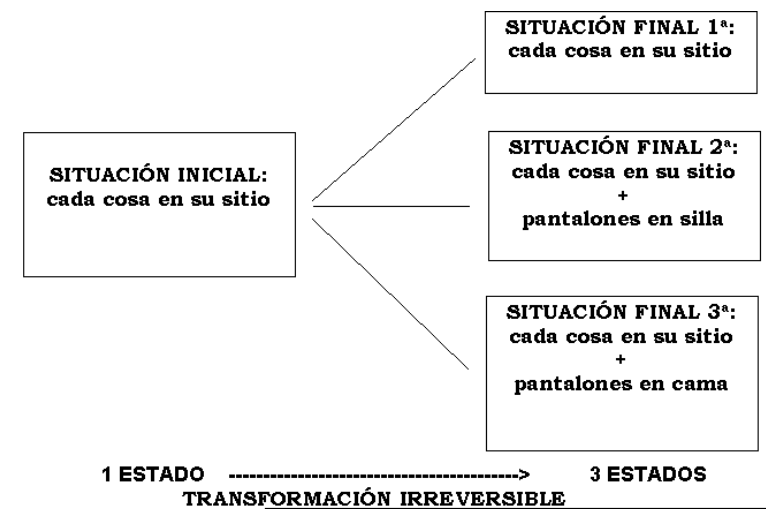 SITUACIÓN INICIAL:
cada cosa en su sitio
SITUACIÓN FINAL 1ª:
cada cosa en su sitio
SITUACIÓN FINAL 2ª:
cada cosa en su sitio
+
pantalones en silla
SITUACIÓN FINAL 3ª:
cada cosa en su sitio
+
pantalones en cama
1 ESTADO ------------------------------------------> 3 ESTADOS
TRANSFORMACIÓN IRREVERSIBLE